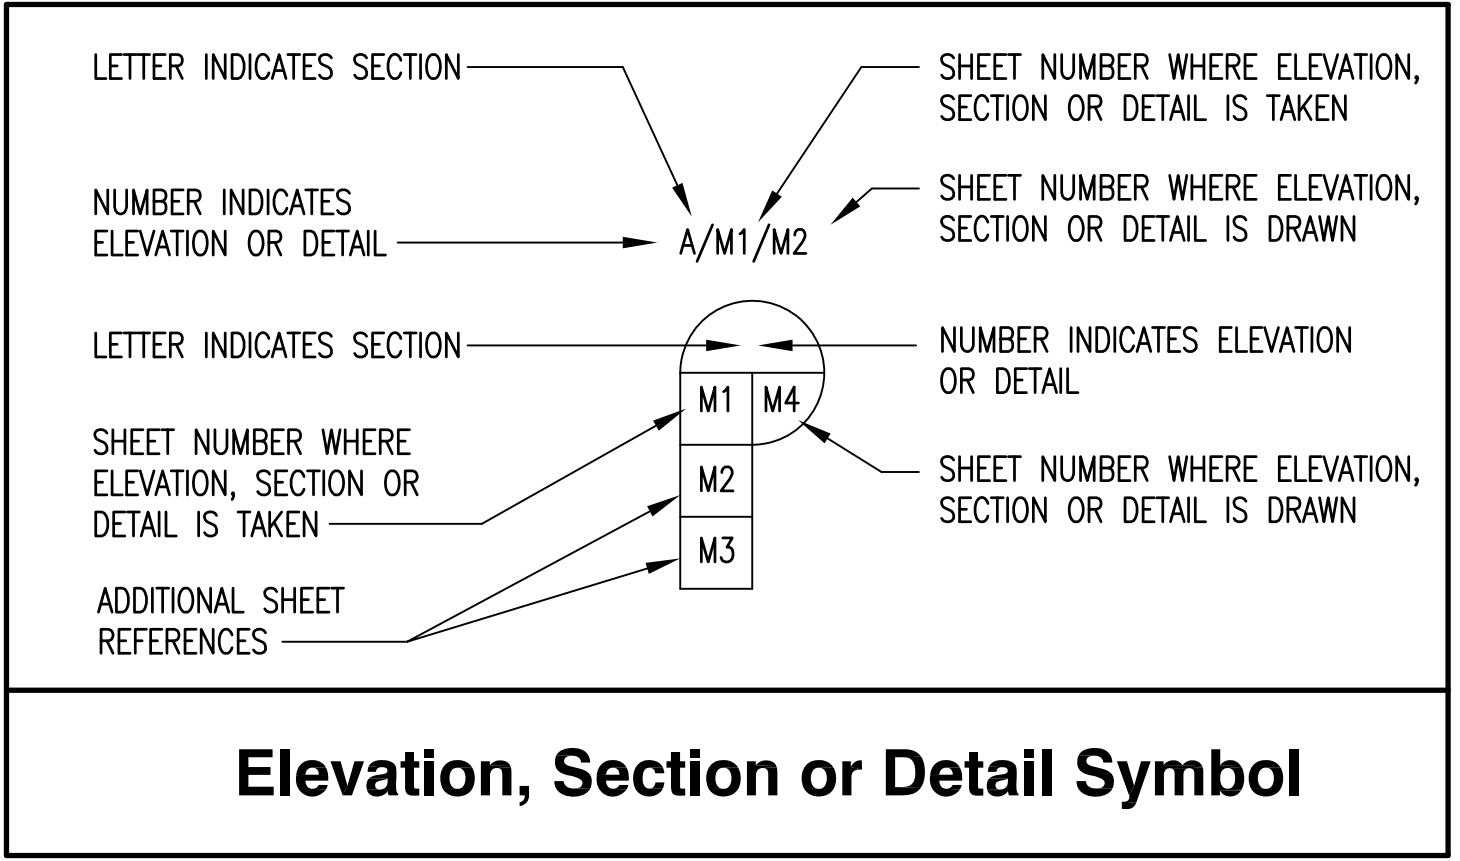 LETTER INDICATES SECTION
SHEET NUMBER WHERE ELEVATION,
SECTION OR DETAIL IS TAKEN
NUMBER INDICATES
ELEVATION OR DETAIL
A/M1/M2
SHEET NUMBER WHERE ELEVATION,
SECTION OR DETAIL IS DRAWN
LETTER INDICATES SECTION
NUMBER INDICATES ELEVATION
OR DETAIL
M1
M4
SHEET NUMBER WHERE
ELEVATION, SECTION OR
DETAIL IS TAKEN
M2
SHEET NUMBER WHERE ELEVATION,
SECTION OR DETAIL IS DRAWN
M3
ADDITIONAL SHEET
REFERENCES
Elevation, Section or Detail Symbol